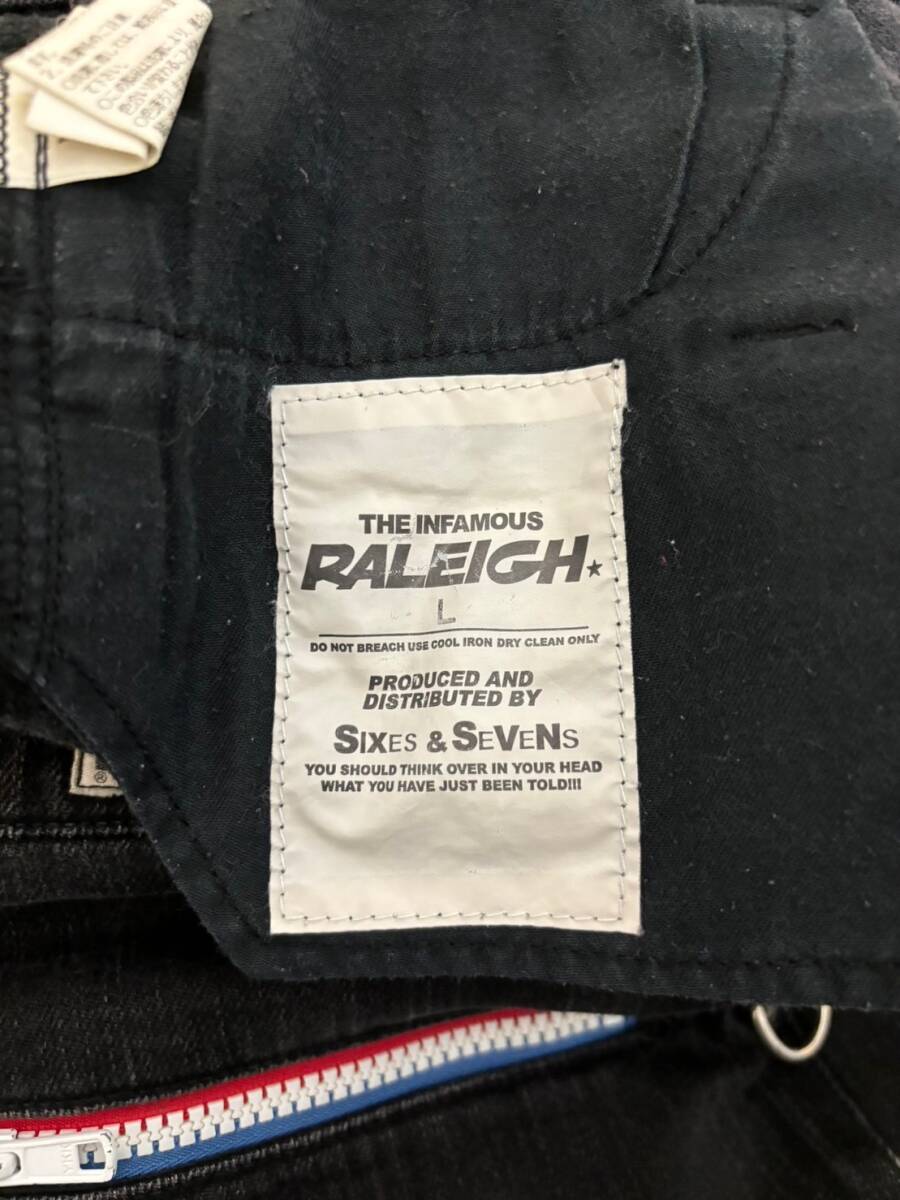 THE INFAMOUS
RALEIGH★
L
DO NOT BREACH USE COOL IRON DRY CLEAN ONLY
PRODUCED AND
DISTRIBUTED BY
SIXES & SEVENS
YOU SHOULD THINK OVER IN YOUR HEAD
WHAT YOU HAVE JUST BEEN TOLD!!!
®